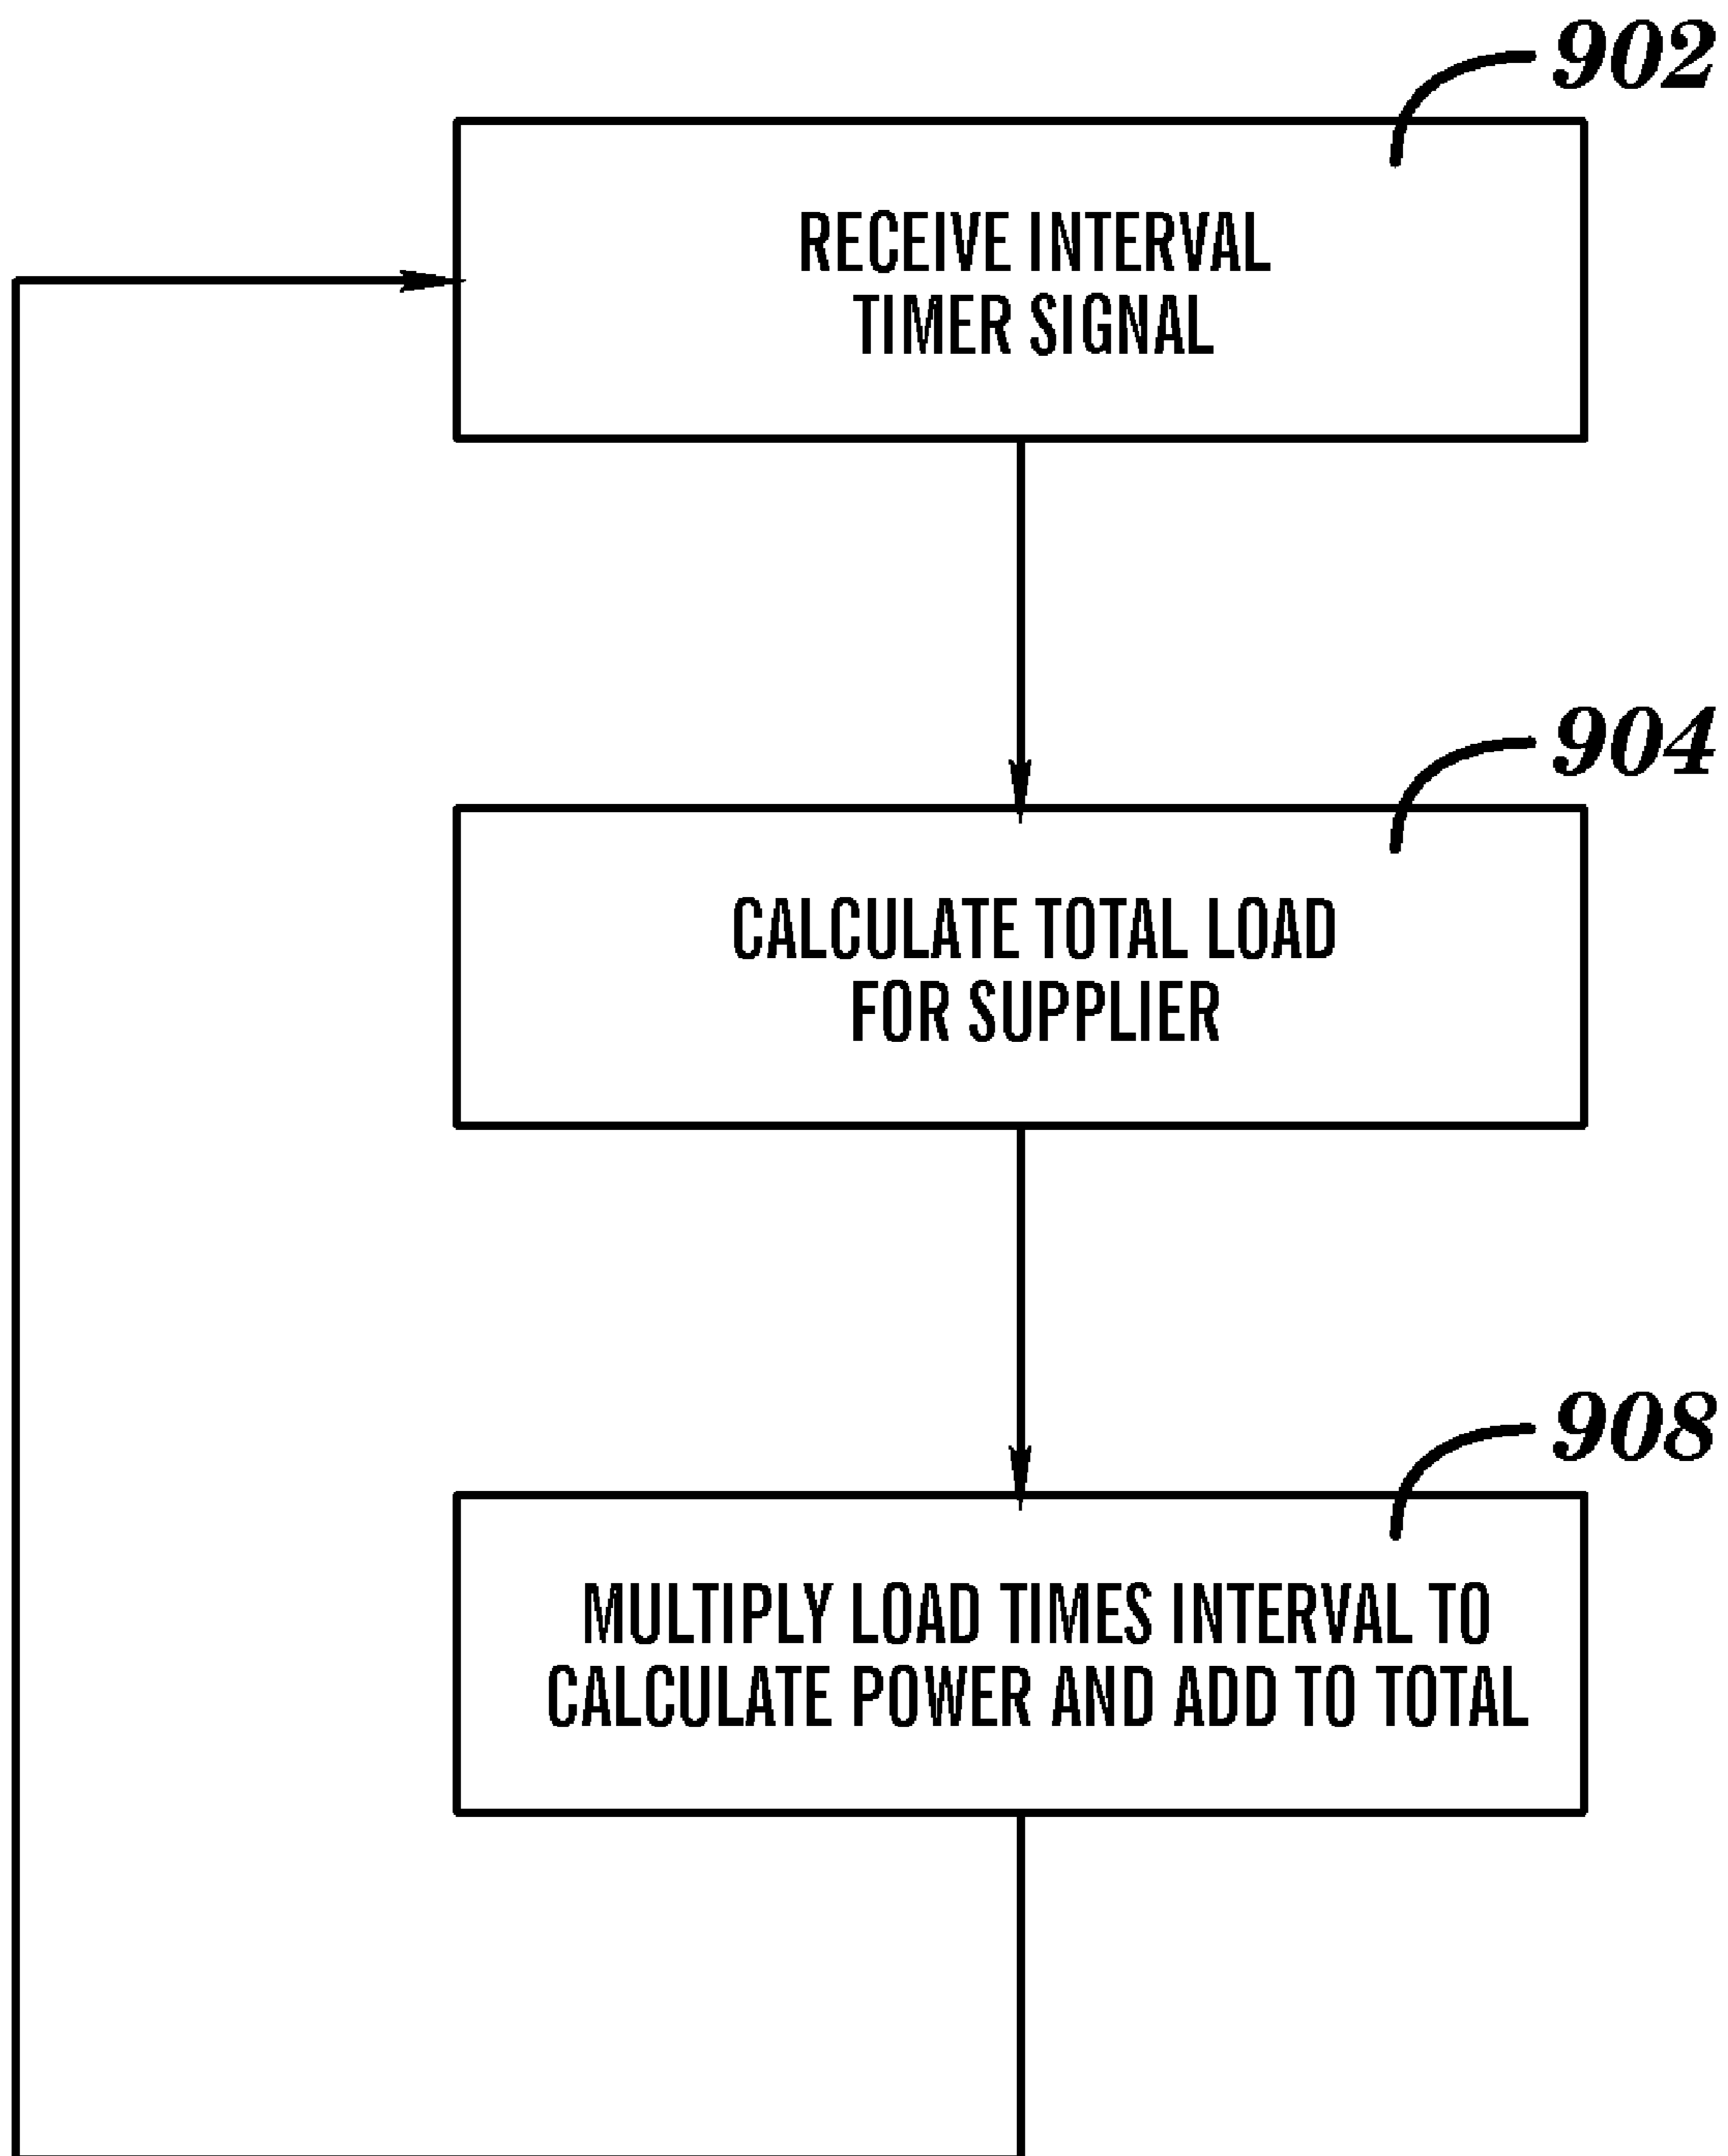 902
RECEIVE INTERVAL
TIMER SIGNAL
904
CALCULATE TOTAL LOAD
FOR SUPPLIER
908
MULTIPLY LOAD TIMES INTERVAL TO
CALCULATE POWER AND ADD TO TOTAL